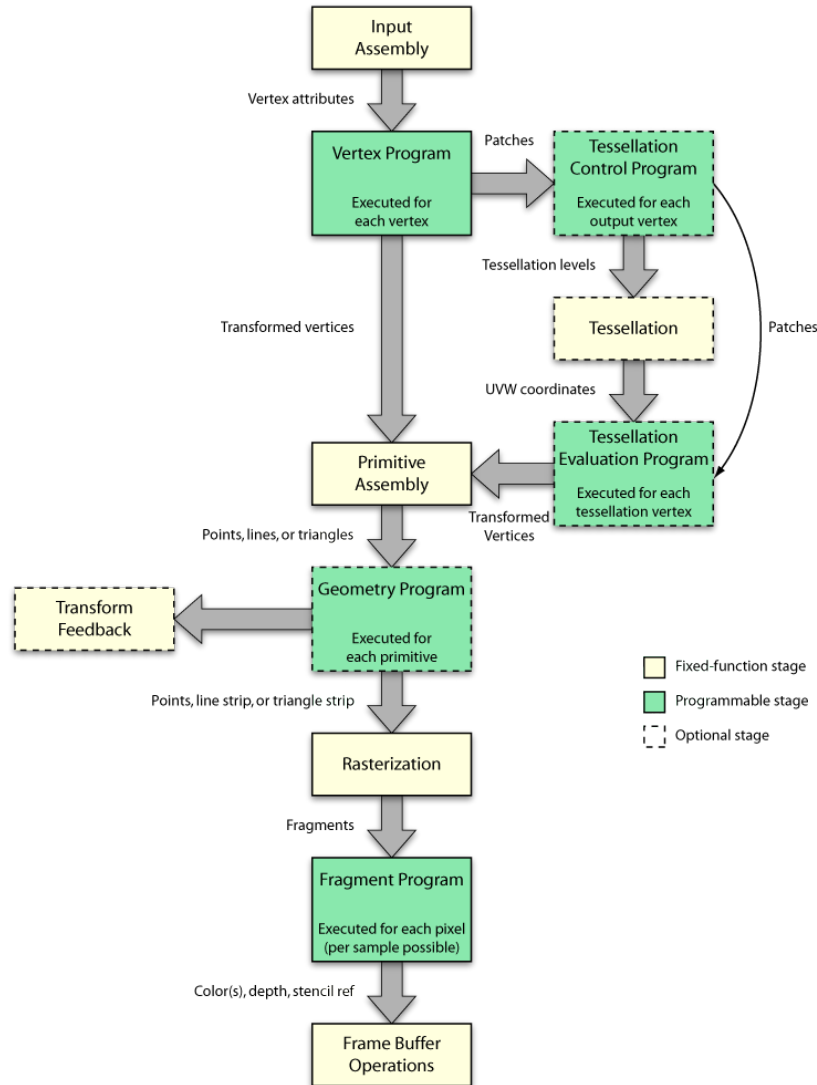 Input
Assembly
Vertex attributes
Vertex Program
Executed for
each vertex
Patches
Tessellation
Control Program
Executed for each
output vertex
Tessellation levels
Tessellation
Patches
UVW coordinates
Tessellation
Evaluation Program
Executed for each
tessellation vertex
Transformed vertices
Transformed
Vertices
Primitive
Assembly
Points, lines, or triangles
Geometry Program
Executed for
each primitive
Transform
Feedback
Points, line strip, or triangle strip
Rasterization
Fragments
Fragment Program
Executed for each pixel
(per sample possible)
Color(s), depth, stencil ref
Frame Buffer
Operations
Fixed-function stage
Programmable stage
Optional stage